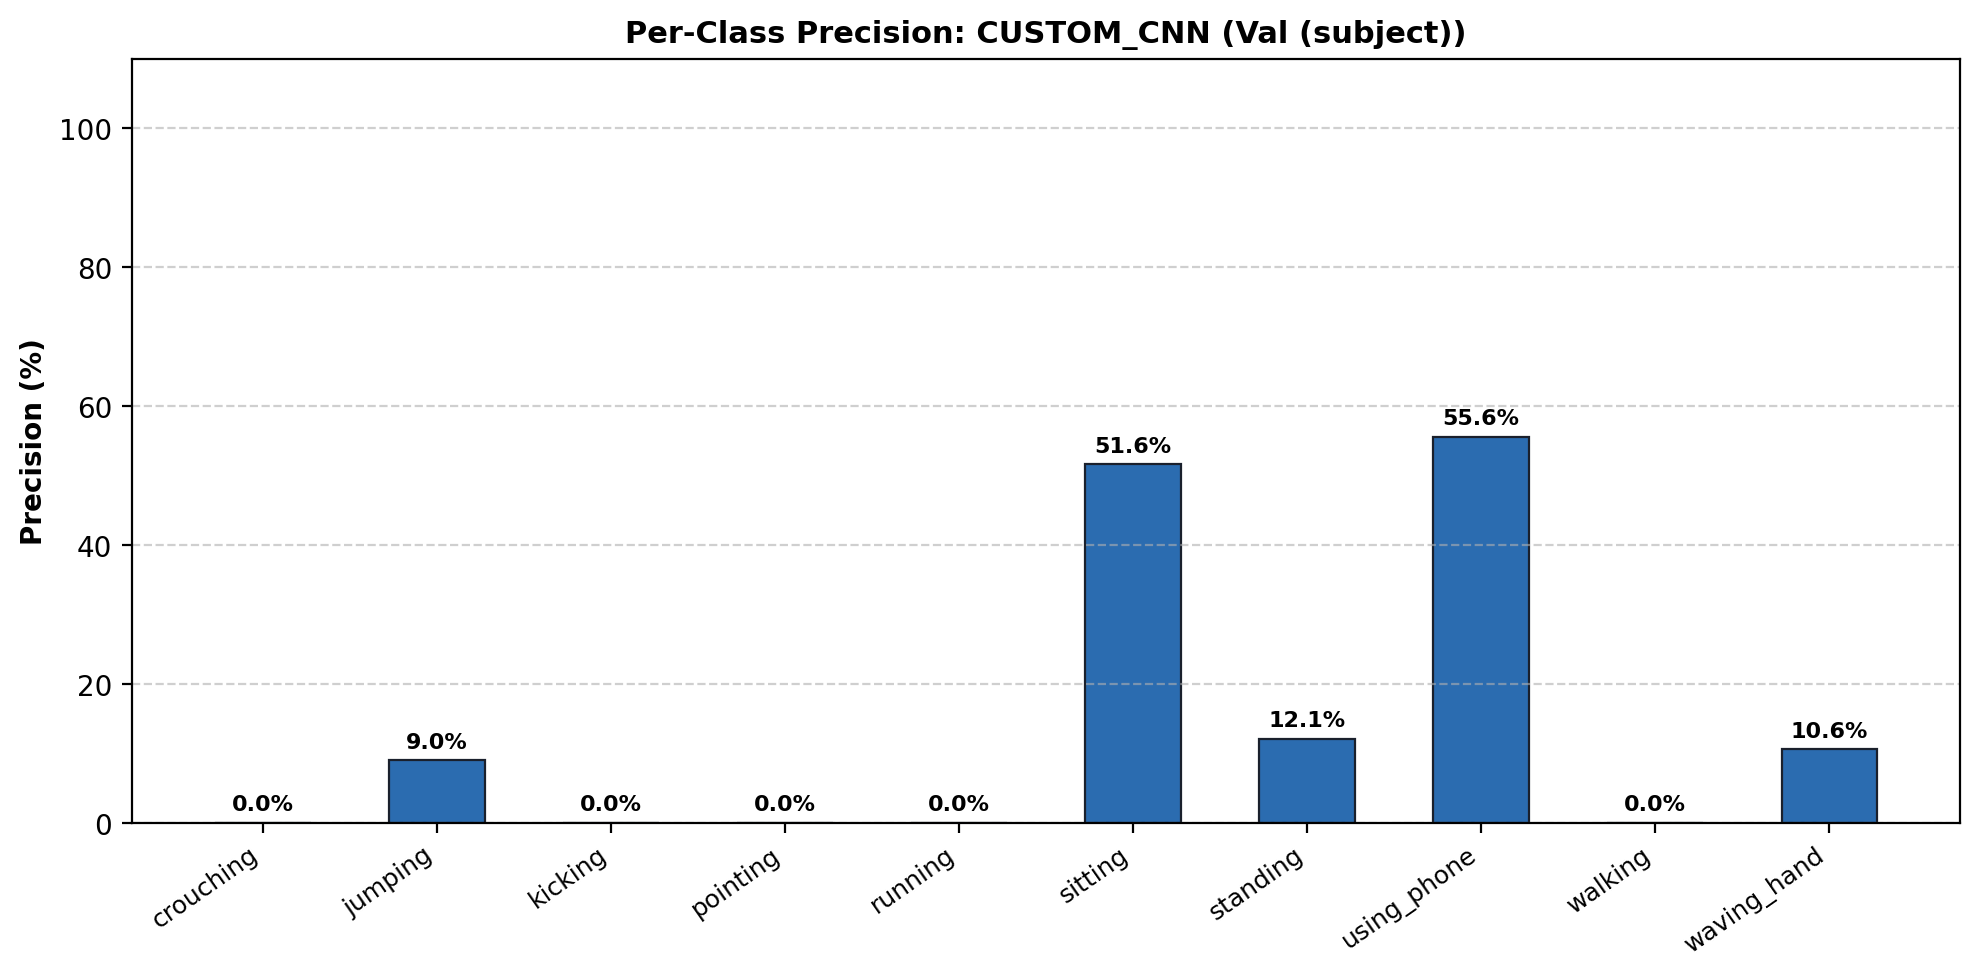 Per-Class Precision: CUSTOM_CNN (Val (subject))
Precision (%)
100
80
60
40
20
0
0.0%
9.0%
0.0%
0.0%
0.0%
51.6%
12.1%
55.6%
0.0%
10.6%
crouching
jumping
kicking
pointing
running
sitting
standing
using_phone
walking
waving_hand